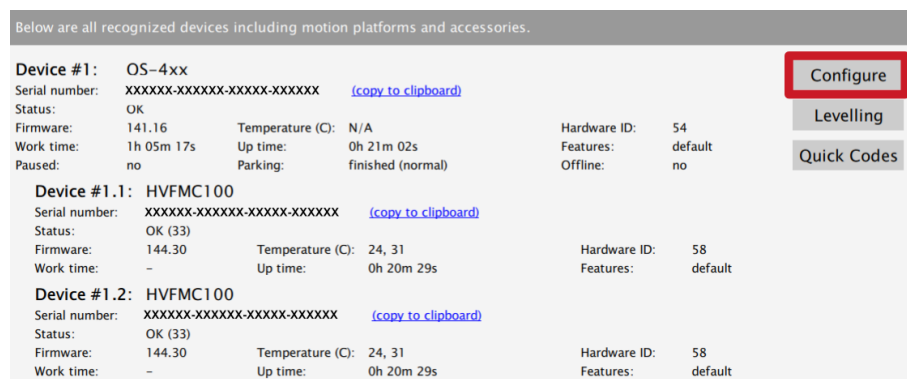 Below are all recognized devices including motion platforms and accessories.
Device #1: OS-4xx
Configure
Serial number: XXXXXX-XXXXXX-XXXXX-XXXXXX (copy to clipboard)
Status: OK
Levelling
Firmware: 141.16 Temperature (C): N/A Hardware ID: 54
Work time: 1h 05m 17s Up time: 0h 21m 02s Features: default
Quick Codes
Paused: no Parking: finished (normal) Offline: no
Device #1.1: HVFMC100
Serial number: XXXXXX-XXXXXX-XXXXX-XXXXXX (copy to clipboard)
Status: OK (33)
Firmware: 144.30 Temperature (C): 24, 31 Hardware ID: 58
Work time: – Up time: 0h 20m 29s Features: default
Device #1.2: HVFMC100
Serial number: XXXXXX-XXXXXX-XXXXX-XXXXXX (copy to clipboard)
Status: OK (33)
Firmware: 144.30 Temperature (C): 24, 31 Hardware ID: 58
Work time: – Up time: 0h 20m 29s Features: default